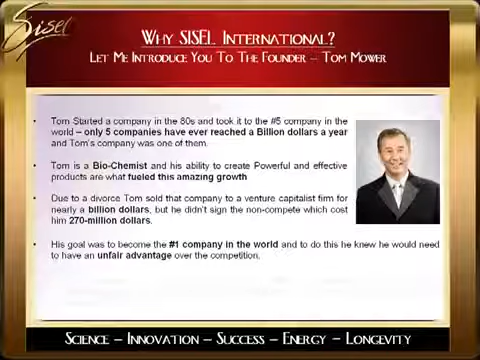 Sisel
WHY SISEL INTERNATIONAL?
LET ME INTRODUCE YOU TO THE FOUNDER – TOM MOWER
• Tom Started a company in the 80s and took it to the #5 company in the
world – only 5 companies have ever reached a Billion dollars a year
and Tom's company was one of them.
• Tom is a Bio-Chemist and his ability to create Powerful and effective
products are what fueled this amazing growth
• Due to a divorce Tom sold that company to a venture capitalist firm for
nearly a billion dollars, but he didn't sign the non-compete which cost
him 270-million dollars.
• His goal was to become the #1 company in the world and to do this he knew he would need
to have an unfair advantage over the competition.
SCIENCE – INNOVATION – SUCCESS – ENERGY – LONGEVITY